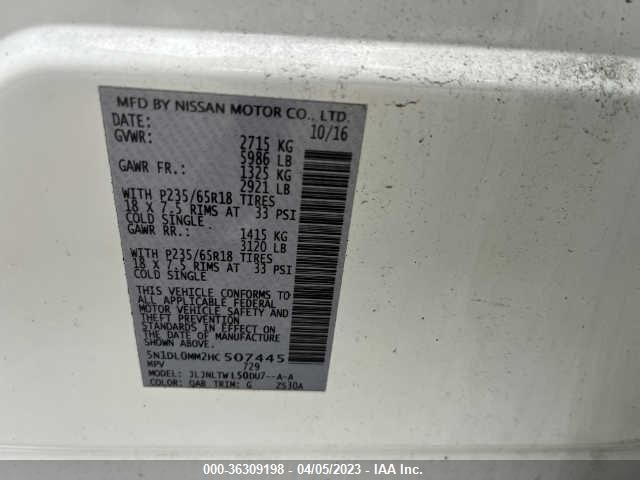 MFD BY NISSAN MOTOR CO., LTD.
DATE: 10/16
GVWR: 2715 KG
5986 LB
GAWR FR.: 1325 KG
2921 LB
WITH P235/65R18 TIRES
18 X 7.5 RIMS AT 33 PSI
COLD SINGLE
GAWR RR.: 1415 KG
3120 LB
WITH P235/65R18 TIRES
18 X 7.5 RIMS AT 33 PSI
COLD SINGLE
THIS VEHICLE CONFORMS TO
ALL APPLICABLE FEDERAL
MOTOR VEHICLE SAFETY AND
THEFT PREVENTION
STANDARDS IN EFFECT ON
THE DATE OF MANUFACTURE
SHOWN ABOVE.
5N1DL0MM2HC507445
MPV 729
MODEL: JLJNLTWL50DU7--A-A
COLOR: QAB TRIM: G 2S30A
000-36309198 - 04/05/2023 - IAA Inc.